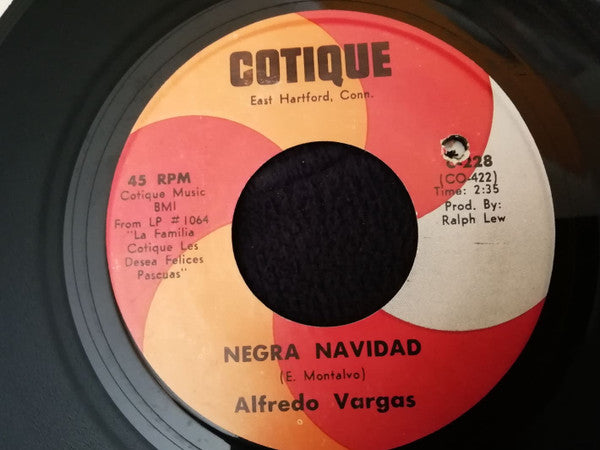 COTIQUE
East Hartford, Conn.
45 RPM
Cotique Music
BMI
From LP #1064
"La Familia
Cotique Les
Desea Felices
Pascuas"
C-228
(CO-422)
Time: 2:35
Prod. By:
Ralph Lew
NEGRA NAVIDAD
(E. Montalvo)
Alfredo Vargas